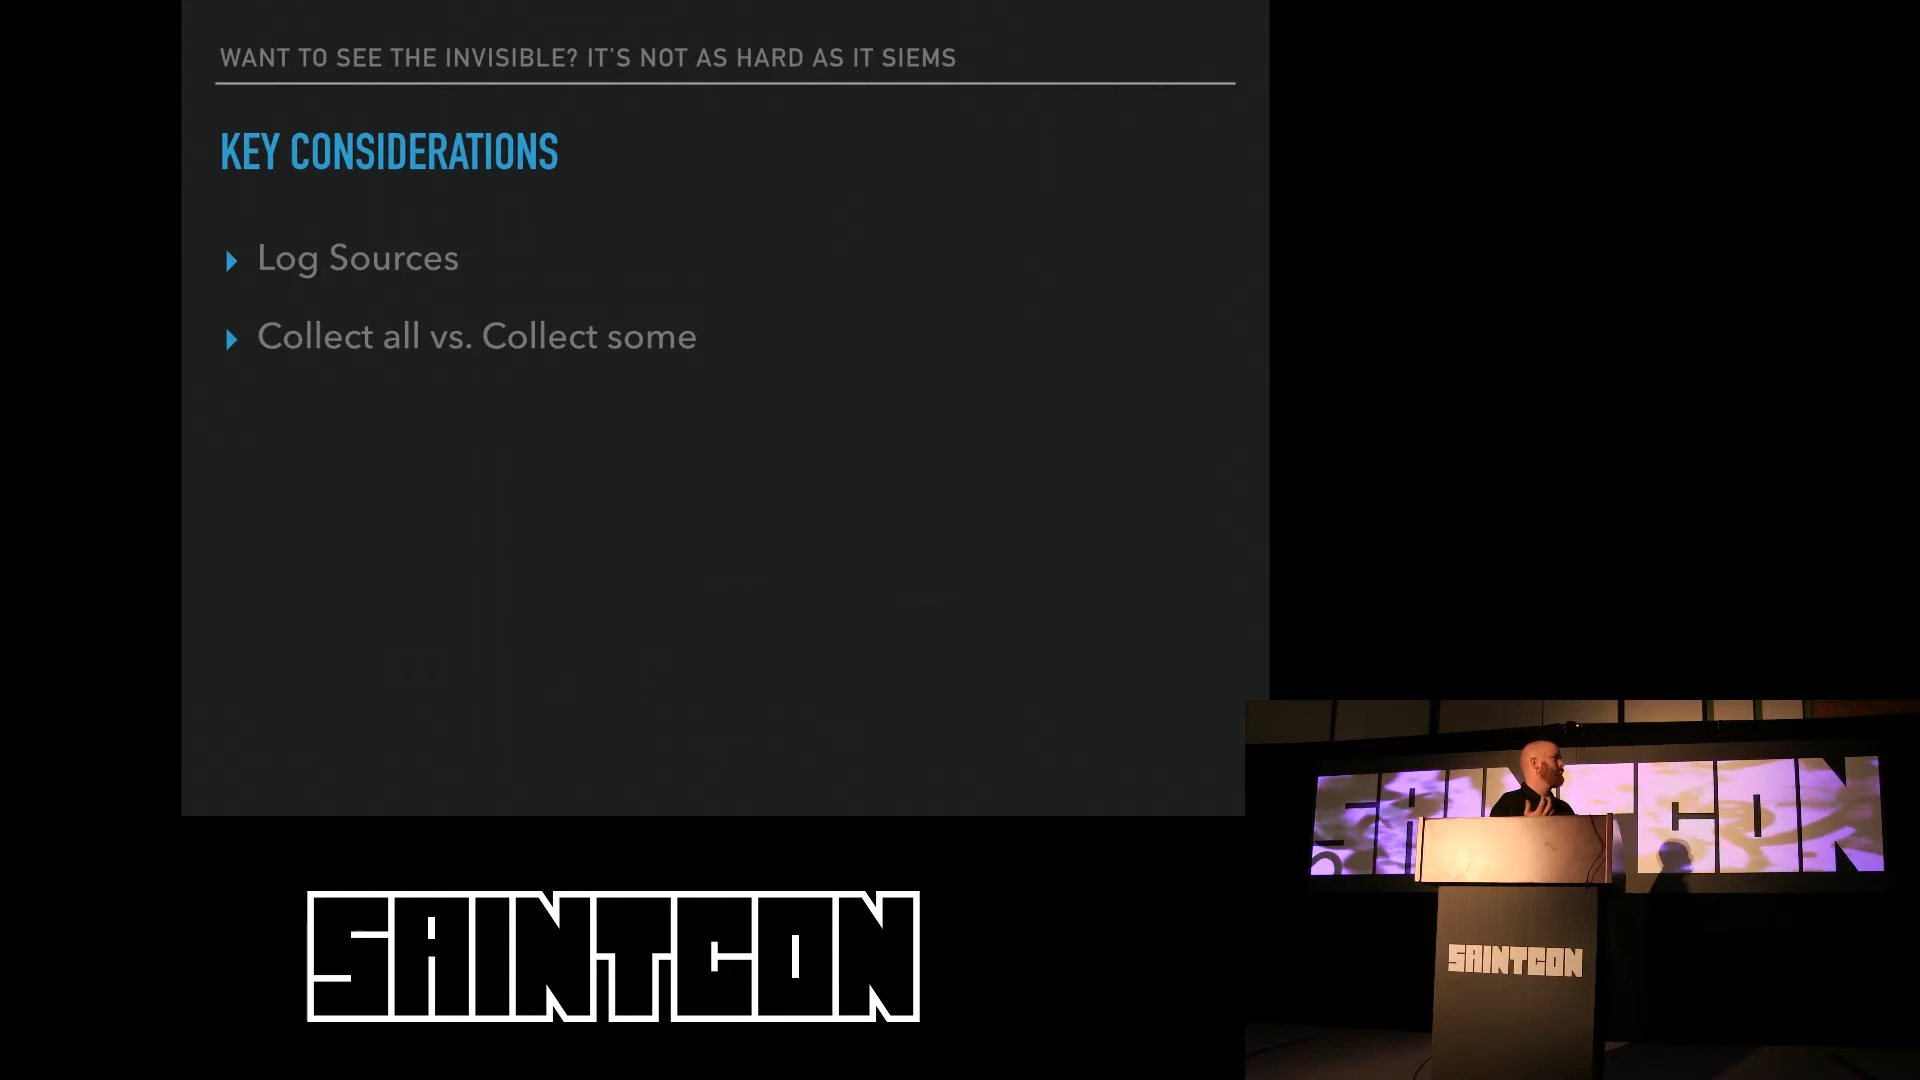 WANT TO SEE THE INVISIBLE? IT'S NOT AS HARD AS IT SIEMS
KEY CONSIDERATIONS
Log Sources
Collect all vs. Collect some
SAINTCON
SAINTCON
SAINTCON